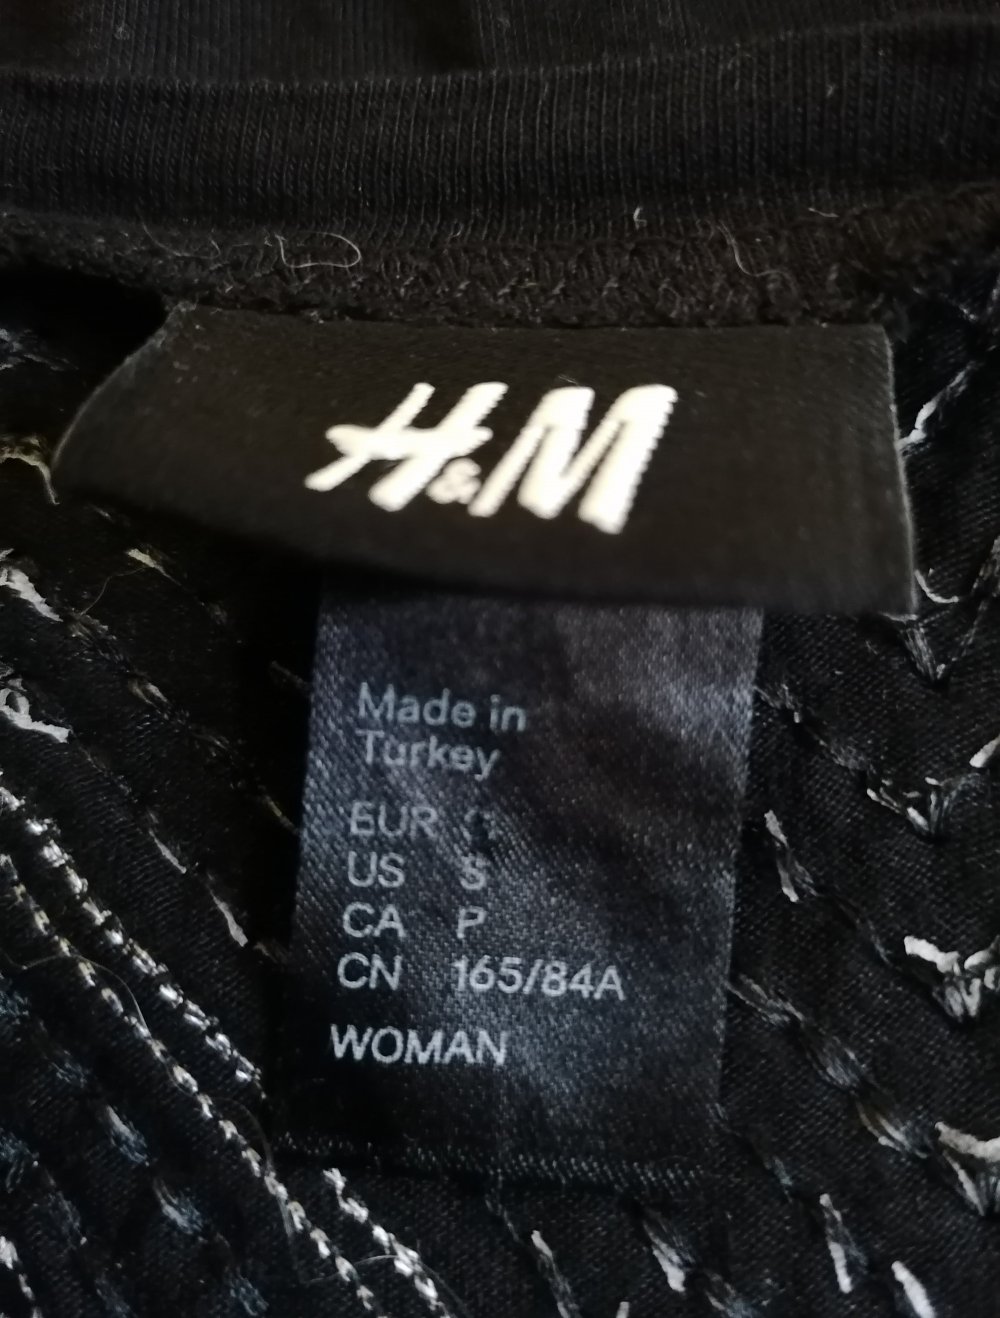 H&M
Made in
Turkey
EUR
US S
CA P
CN 165/84A
WOMAN